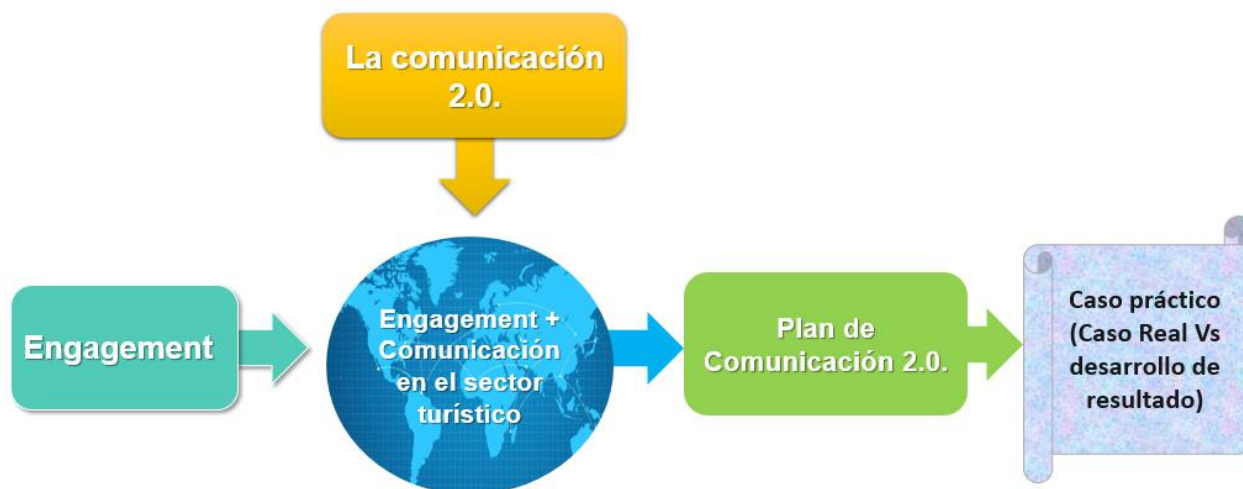 La comunicación
2.0.
Engagement
Engagement +
Comunicación
en el sector
turístico
Plan de
Comunicación 2.0.
Caso práctico
(Caso Real Vs
desarrollo de
resultado)